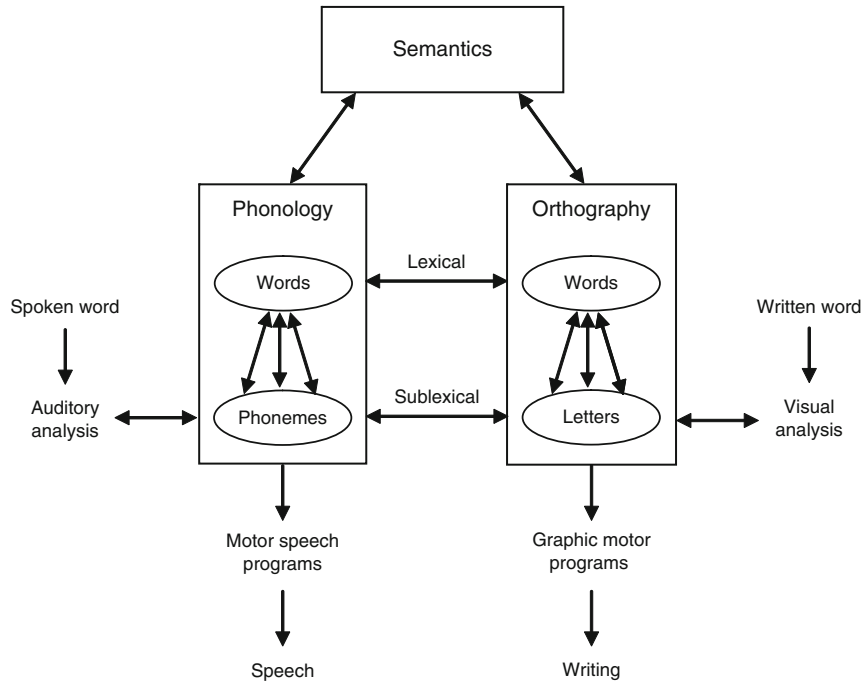 Semantics
Phonology
Orthography
Words
Lexical
Words
Spoken word
Written word
Auditory
analysis
Phonemes
Sublexical
Letters
Visual
analysis
Motor speech
programs
Graphic motor
programs
Speech
Writing